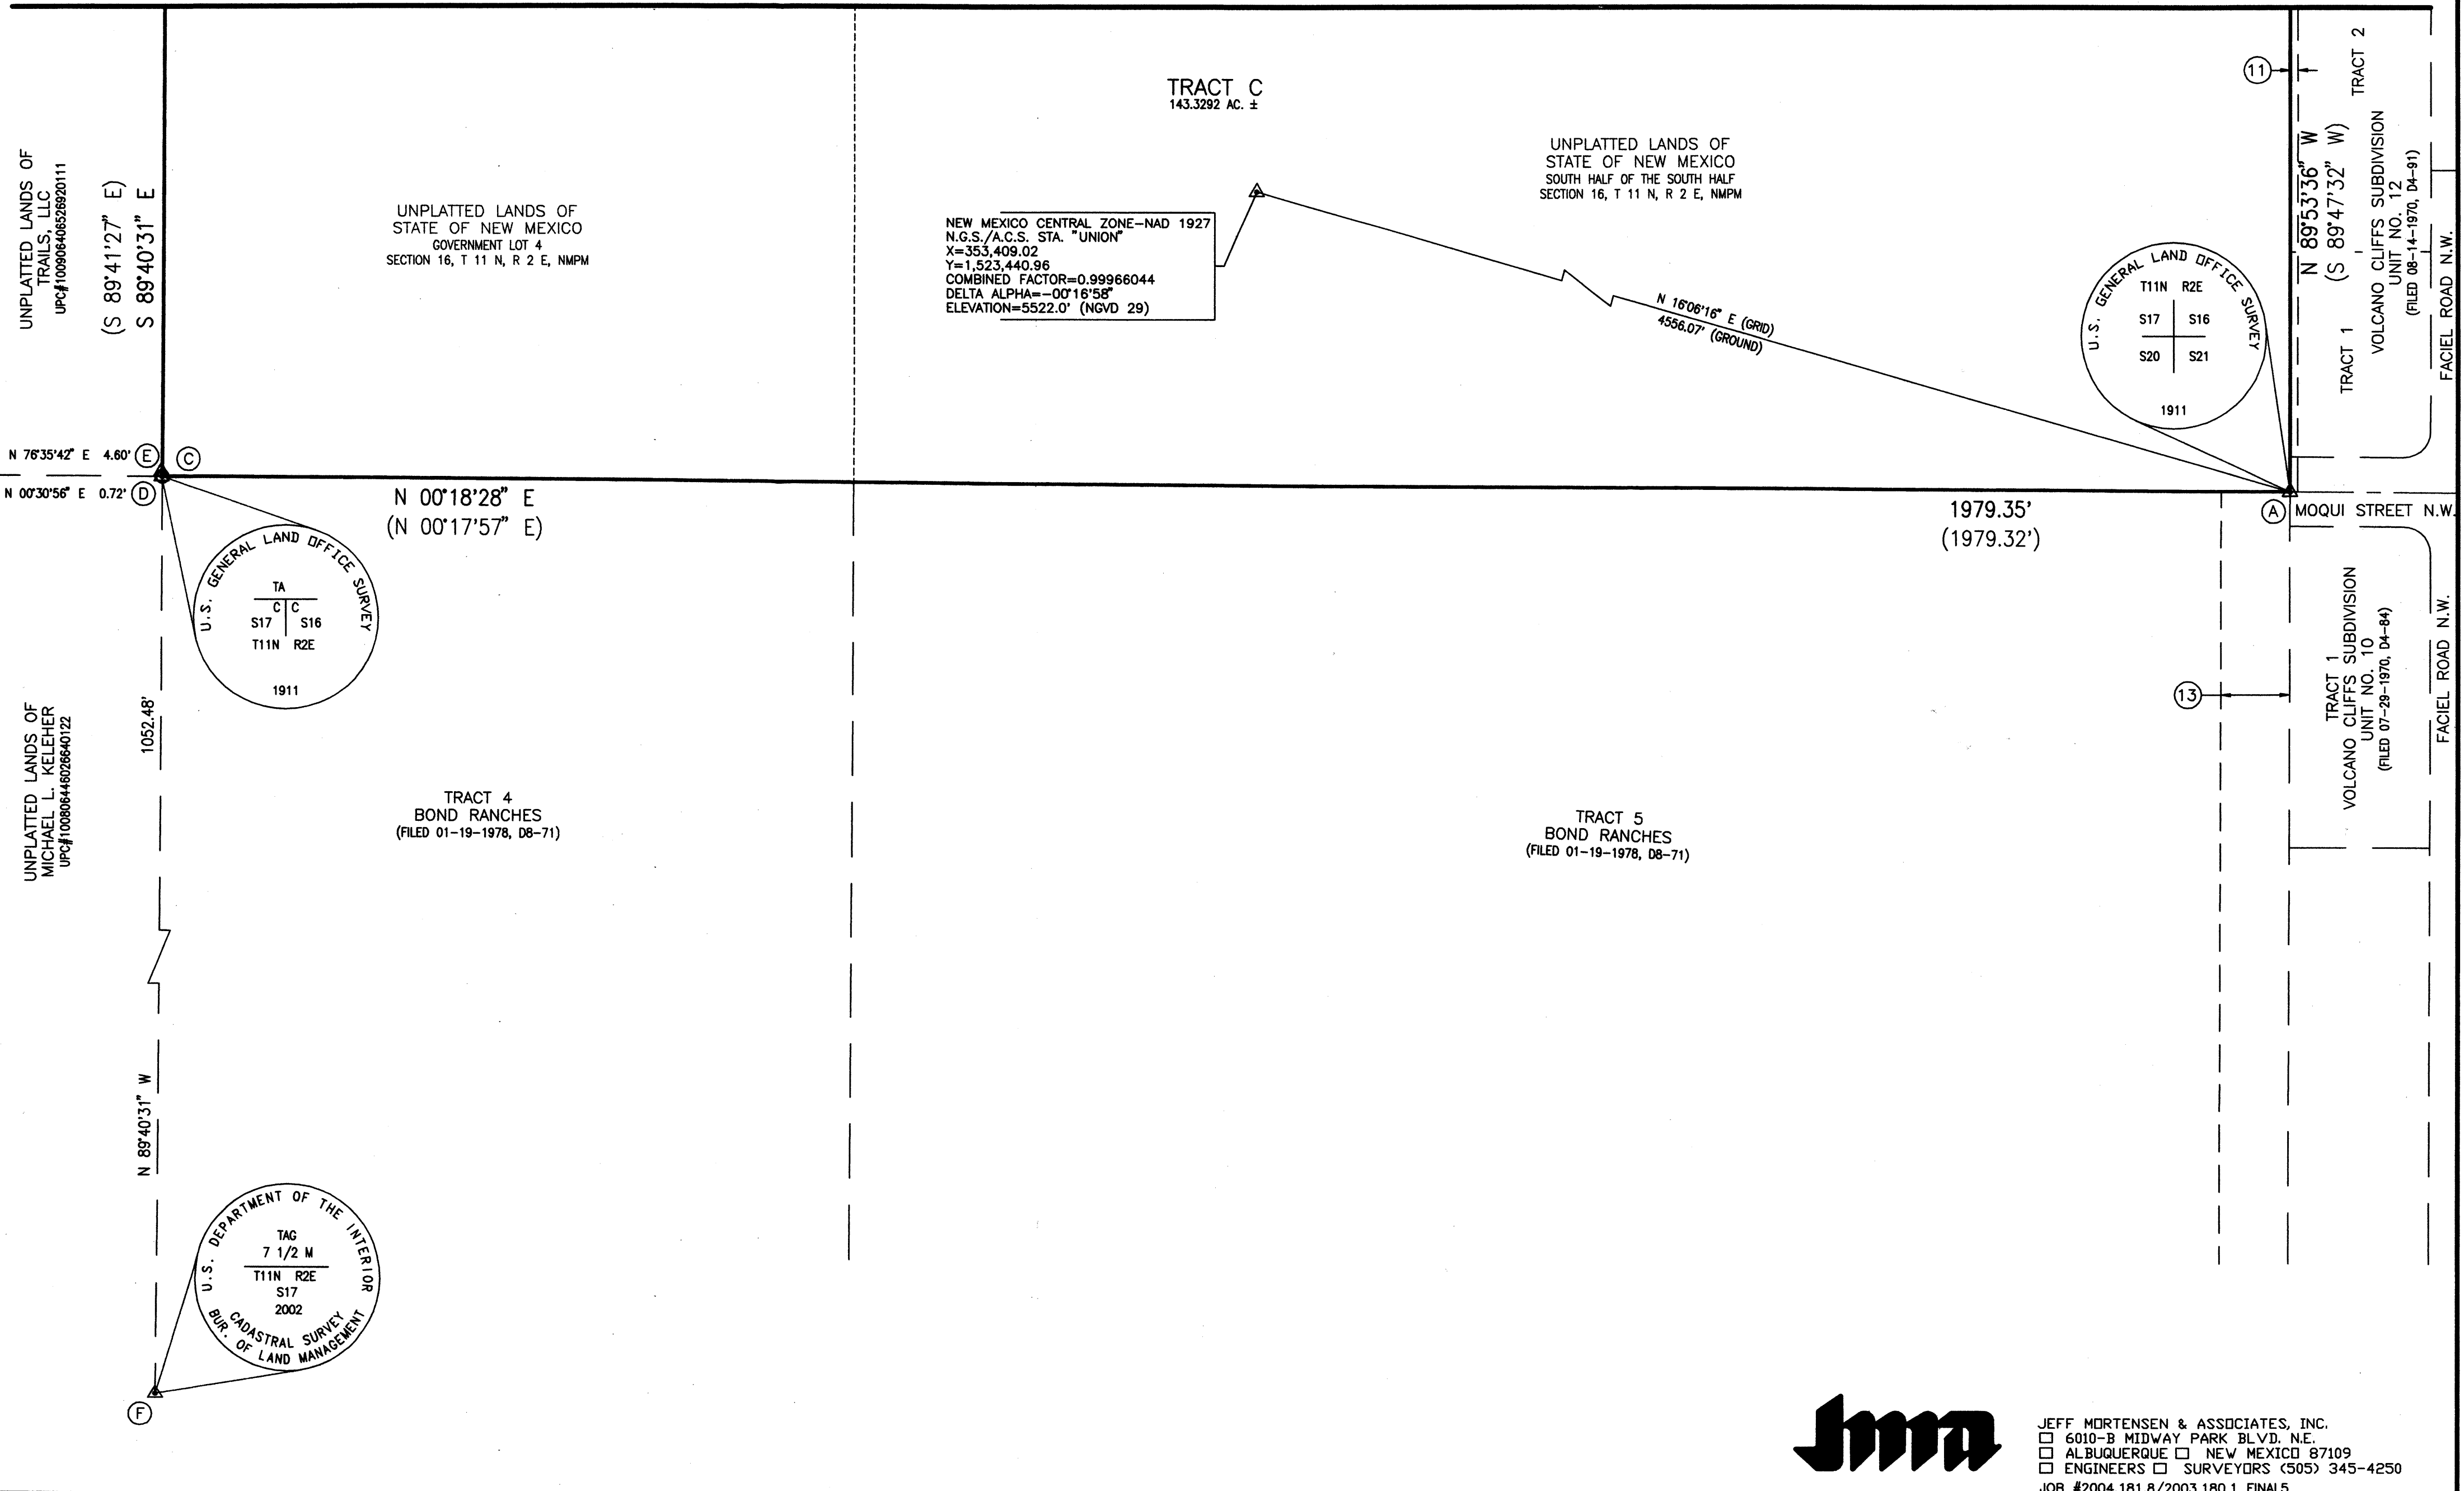 TRACT C
143.3292 AC. ±
UNPLATTED LANDS OF
TRAILS, LLC
UPC#100906406526920111
(S 89°41'27" E)
S 89°40'31" E
UNPLATTED LANDS OF
STATE OF NEW MEXICO
GOVERNMENT LOT 4
SECTION 16, T 11 N, R 2 E, NMPM
NEW MEXICO CENTRAL ZONE-NAD 1927
N.G.S./A.C.S. STA. "UNION"
X=353,409.02
Y=1,523,440.96
COMBINED FACTOR=0.99966044
DELTA ALPHA=-00°16'58"
ELEVATION=5522.0' (NGVD 29)
UNPLATTED LANDS OF
STATE OF NEW MEXICO
SOUTH HALF OF THE SOUTH HALF
SECTION 16, T 11 N, R 2 E, NMPM
N 16°06'16" E (GRID)
4556.07' (GROUND)
U.S. GENERAL LAND OFFICE SURVEY
T11N R2E
S17 S16
S20 S21
1911
11
N 89°53'36" W
(S 89°47'32" W)
TRACT 1
TRACT 2
VOLCANO CLIFFS SUBDIVISION
UNIT NO. 12
(FILED 08-14-1970, D4-91)
FACIEL ROAD N.W.
N 76°35'42" E 4.60'
E
C
N 00°30'56" E 0.72'
D
N 00°18'28" E
(N 00°17'57" E)
1979.35'
(1979.32')
A
MOQUI STREET N.W.
U.S. GENERAL LAND OFFICE SURVEY
TA
C C
S17 S16
T11N R2E
1911
UNPLATTED LANDS OF
MICHAEL L. KELEHER
UPC#100806446026640122
1052.48'
N 89°40'31" W
TRACT 4
BOND RANCHES
(FILED 01-19-1978, D8-71)
TRACT 5
BOND RANCHES
(FILED 01-19-1978, D8-71)
13
TRACT 1
VOLCANO CLIFFS SUBDIVISION
UNIT NO. 10
(FILED 07-29-1970, D4-84)
FACIEL ROAD N.W.
U.S. DEPARTMENT OF THE INTERIOR
TAG
7 1/2 M
T11N R2E
S17
2002
CADASTRAL SURVEY
BUR. OF LAND MANAGEMENT
F
jma
JEFF MORTENSEN & ASSOCIATES, INC.
□ 6010-B MIDWAY PARK BLVD. N.E.
□ ALBUQUERQUE □ NEW MEXICO 87109
□ ENGINEERS □ SURVEYORS (505) 345-4250
JOB #2004.181.8/2003.180.1 FINAL5